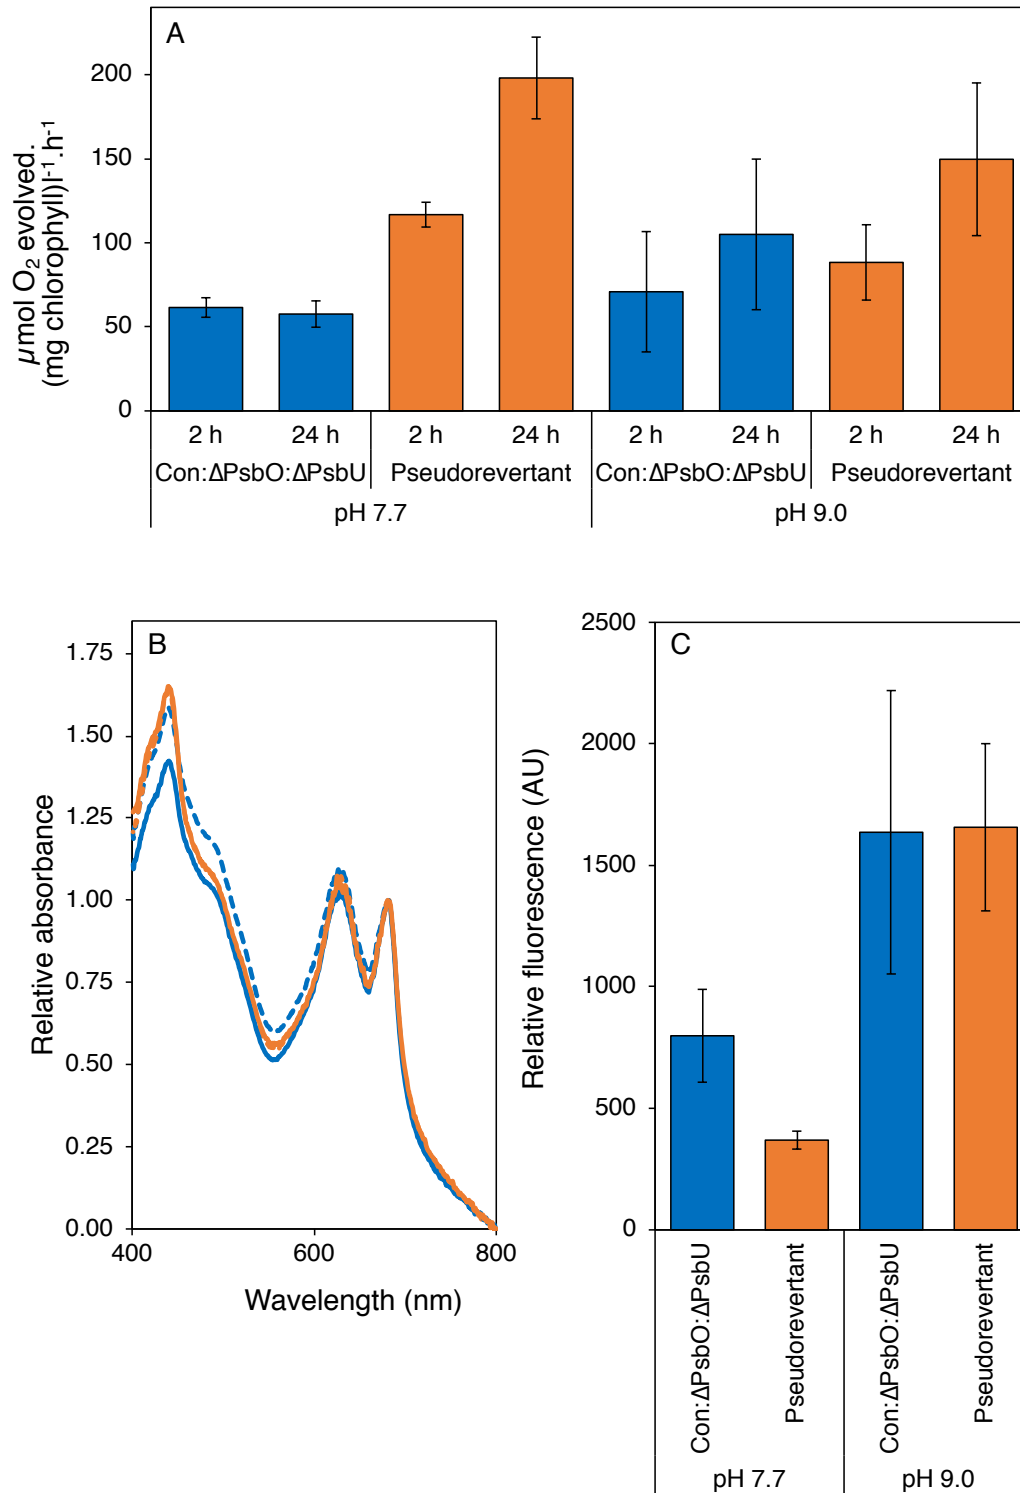 A
200
150
100
50
0
µmol O₂ evolved.
(mg chlorophyll)l⁻¹.h⁻¹
2 h 24 h 2 h 24 h 2 h 24 h 2 h 24 h
Con:ΔPsbO:ΔPsbU Pseudorevertant Con:ΔPsbO:ΔPsbU Pseudorevertant
pH 7.7 pH 9.0
B
1.75
1.50
1.25
1.00
0.75
0.50
0.25
0.00
Relative absorbance
400 600 800
Wavelength (nm)
C
2500
2000
1500
1000
500
0
Relative fluorescence (AU)
Con:ΔPsbO:ΔPsbU
Pseudorevertant
Con:ΔPsbO:ΔPsbU
Pseudorevertant
pH 7.7 pH 9.0